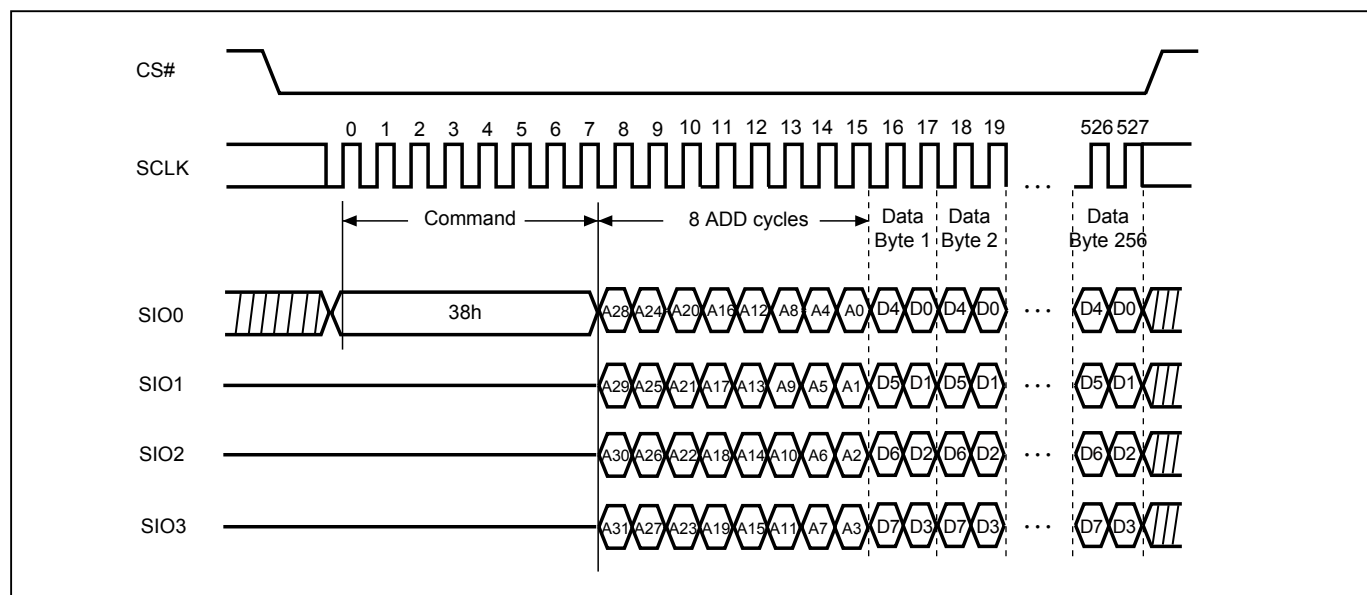 CS#
0 1 2 3 4 5 6 7 8 9 10 11 12 13 14 15 16 17 18 19 526 527
SCLK
...
Command 8 ADD cycles Data Data Data
Byte 1 Byte 2 Byte 256
SIO0 38h A28 A24 A20 A16 A12 A8 A4 A0 D4 D0 D4 D0 ... D4 D0
SIO1 A29 A25 A21 A17 A13 A9 A5 A1 D5 D1 D5 D1 ... D5 D1
SIO2 A30 A26 A22 A18 A14 A10 A6 A2 D6 D2 D6 D2 ... D6 D2
SIO3 A31 A27 A23 A19 A15 A11 A7 A3 D7 D3 D7 D3 ... D7 D3